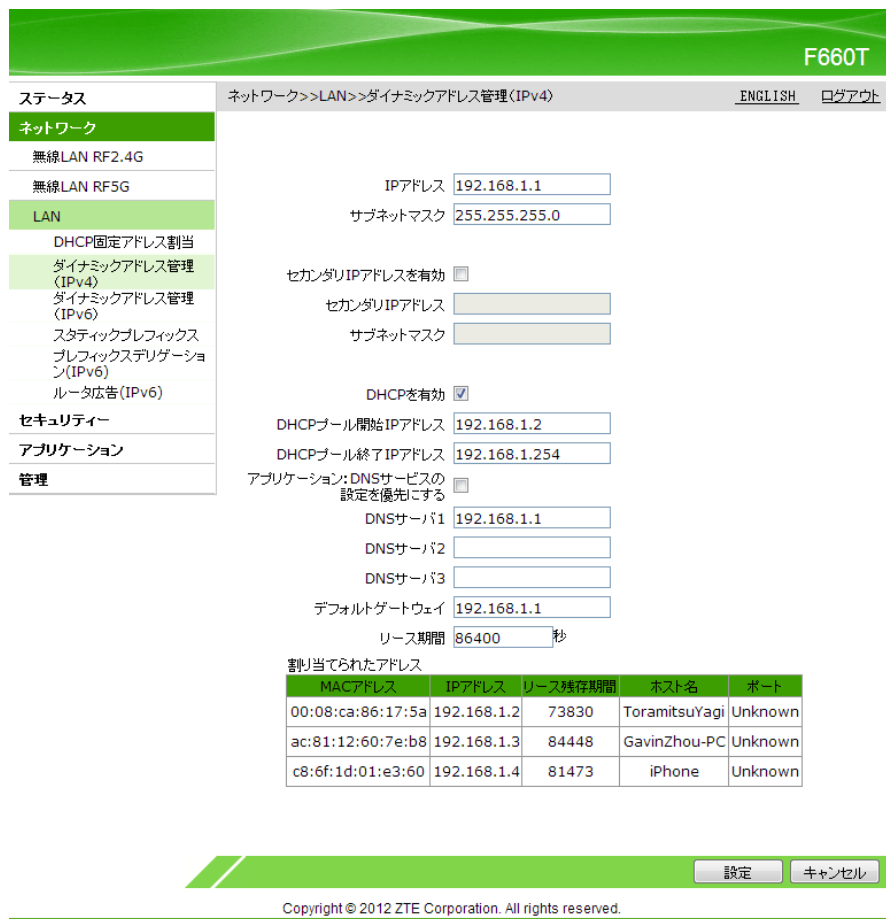 F660T
ネットワーク>>LAN>>ダイナミックアドレス管理(IPv4) ENGLISH ログアウト
ステータス
ネットワーク
無線LAN RF2.4G
無線LAN RF5G
LAN
DHCP固定アドレス割当
ダイナミックアドレス管理
(IPv4)
ダイナミックアドレス管理
(IPv6)
スタティックプレフィックス
プレフィックスデリゲーショ
ン(IPv6)
ルータ広告(IPv6)
セキュリティー
アプリケーション
管理
IPアドレス 192.168.1.1
サブネットマスク 255.255.255.0
セカンダリIPアドレスを有効
セカンダリIPアドレス
サブネットマスク
DHCPを有効
DHCPプール開始IPアドレス 192.168.1.2
DHCPプール終了IPアドレス 192.168.1.254
アプリケーション:DNSサービスの
設定を優先にする
DNSサーバ1 192.168.1.1
DNSサーバ2
DNSサーバ3
デフォルトゲートウェイ 192.168.1.1
リース期間 86400 秒
割り当てられたアドレス
MACアドレス IPアドレス リース残存期間 ホスト名 ポート
00:08:ca:86:17:5a 192.168.1.2 73830 ToramitsuYagi Unknown
ac:81:12:60:7e:b8 192.168.1.3 84448 GavinZhou-PC Unknown
c8:6f:1d:01:e3:60 192.168.1.4 81473 iPhone Unknown
設定 キャンセル
Copyright © 2012 ZTE Corporation. All rights reserved.